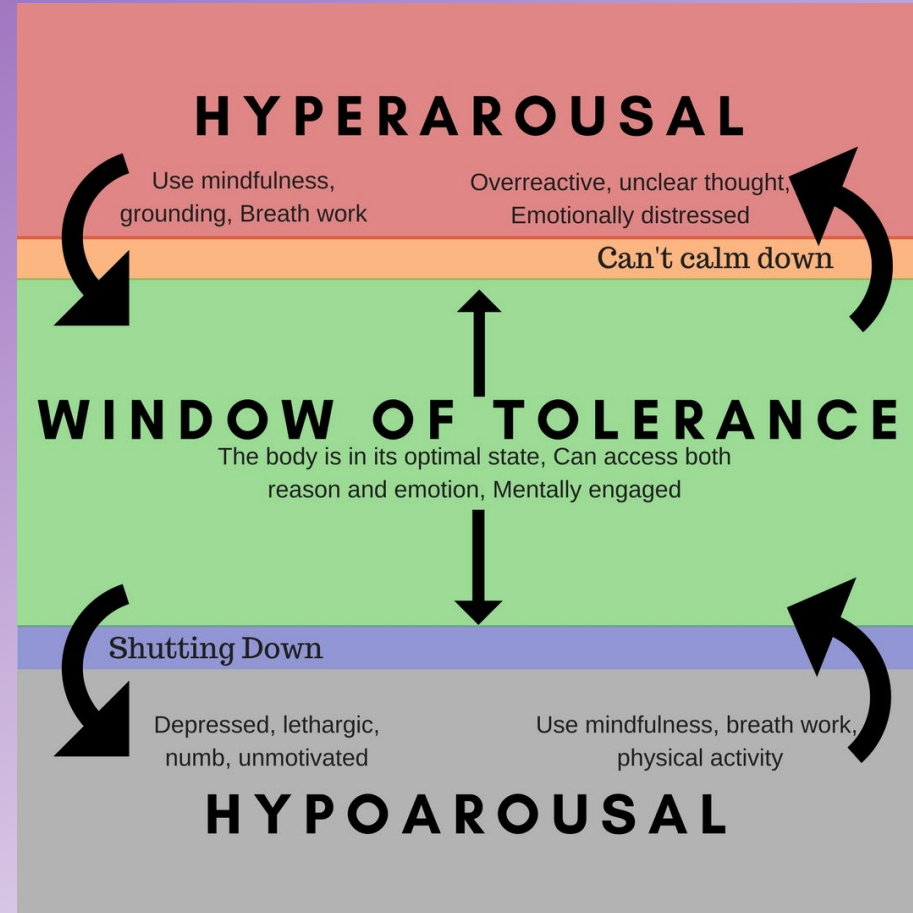 HYPERAROUSAL
Use mindfulness,
grounding, Breath work
Overreactive, unclear thought,
Emotionally distressed
Can't calm down
WINDOW OF TOLERANCE
The body is in its optimal state, Can access both
reason and emotion, Mentally engaged
Shutting Down
Depressed, lethargic,
numb, unmotivated
Use mindfulness, breath work,
physical activity
HYPOAROUSAL